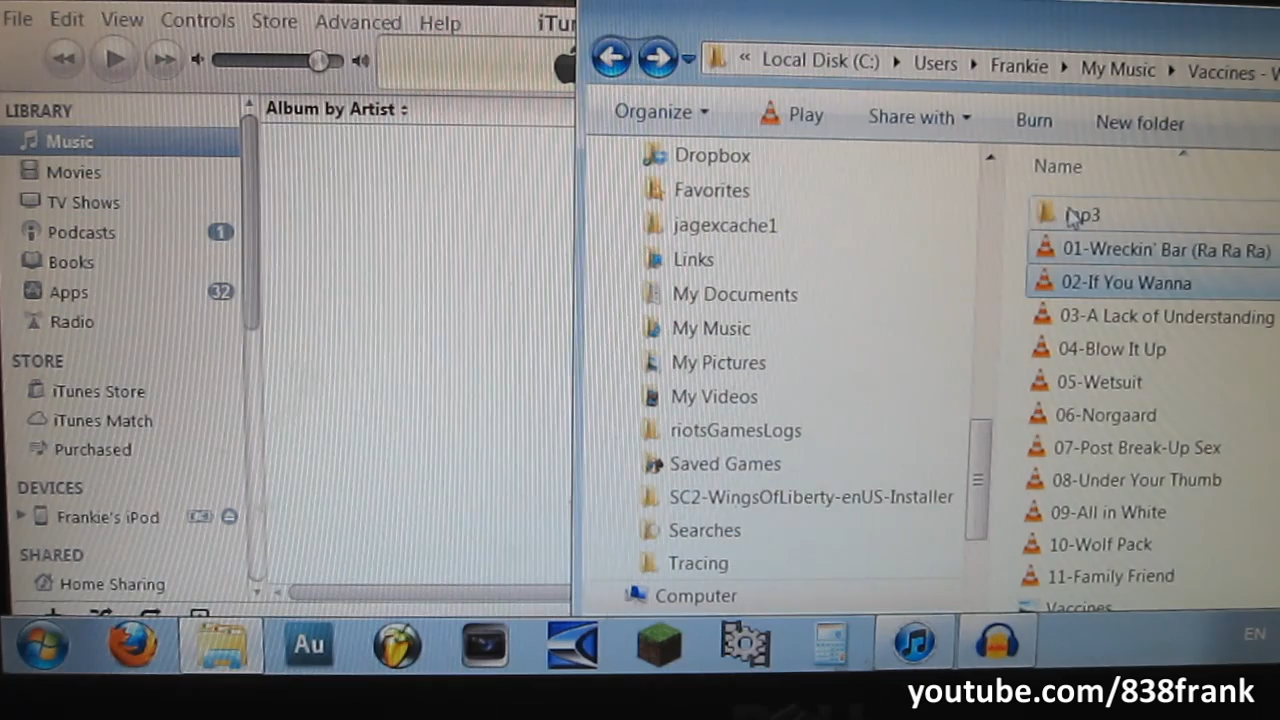 File Edit View Controls Store Advanced Help
LIBRARY
Music
Movies
TV Shows
Podcasts 1
Books
Apps 32
Radio
STORE
iTunes Store
iTunes Match
Purchased
DEVICES
Frankie's iPod
SHARED
Home Sharing
Album by Artist
« Local Disk (C:) Users Frankie My Music Vaccines -
Organize Play Share with Burn New folder
Dropbox
Favorites
jagexcache1
Links
My Documents
My Music
My Pictures
My Videos
riotsGamesLogs
Saved Games
SC2-WingsOfLiberty-enUS-Installer
Searches
Tracing
Computer
Name
mp3
01-Wreckin' Bar (Ra Ra Ra)
02-If You Wanna
03-A Lack of Understanding
04-Blow It Up
05-Wetsuit
06-Norgaard
07-Post Break-Up Sex
08-Under Your Thumb
09-All in White
10-Wolf Pack
11-Family Friend
Vaccines
Au
EN
youtube.com/838frank